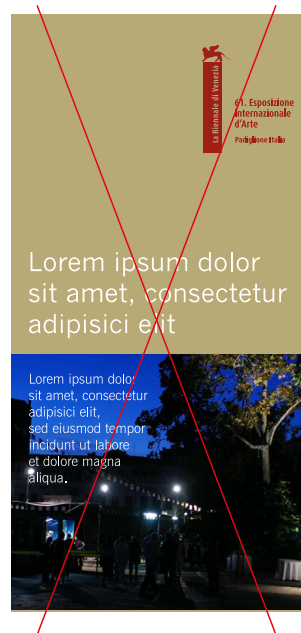 La Biennale di Venezia
61. Esposizione
Internazionale
d'Arte
Padiglione Italia
Lorem ipsum dolor
sit amet, consectetur
adipisici elit
Lorem ipsum dolor
sit amet, consectetur
adipisici elit,
sed eiusmod tempor
incidunt ut labore
et dolore magna
aliqua.